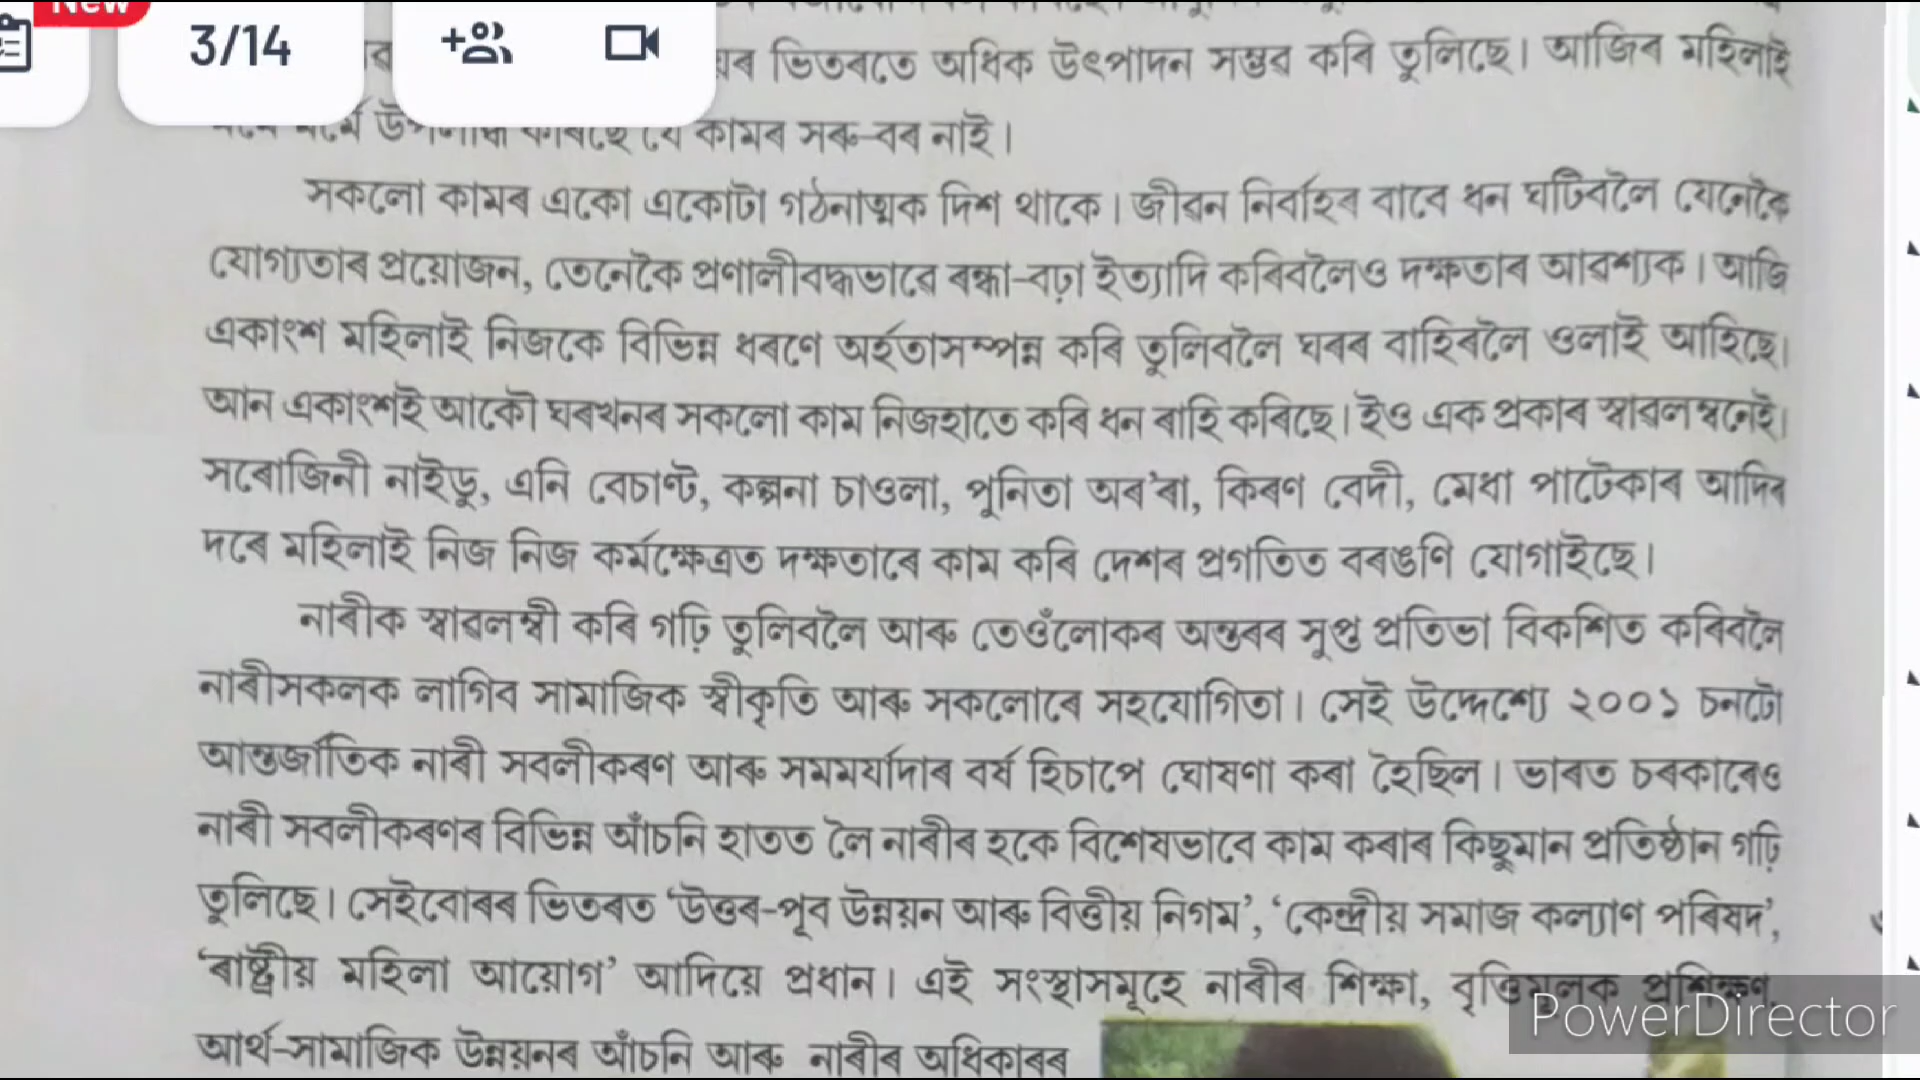 New
3/14
ভিতৰতে অধিক উৎপাদন সম্ভৱ কৰি তুলিছে। আজিৰ মহিলাই
কামৰ সৰু-বৰ নাই।
সকলো কামৰ একো একোটা গঠনাত্মক দিশ থাকে। জীৱন নিৰ্বাহৰ বাবে ধন ঘটিবলৈ যেনেকৈ
যোগ্যতাৰ প্ৰয়োজন, তেনেকৈ প্ৰণালীবদ্ধভাৱে ৰন্ধা-বঢ়া ইত্যাদি কৰিবলৈও দক্ষতাৰ আৱশ্যক। আজি
একাংশ মহিলাই নিজকে বিভিন্ন ধৰণে অৰ্হতাসম্পন্ন কৰি তুলিবলৈ ঘৰৰ বাহিৰলৈ ওলাই আহিছে।
আন একাংশই আকৌ ঘৰখনৰ সকলো কাম নিজহাতে কৰি ধন ৰাহি কৰিছে। ইও এক প্ৰকাৰ স্বাৱলম্বনেই।
সৰোজিনী নাইডু, এনি বেচাণ্ট, কল্পনা চাওলা, পুনিতা অৰ’ৰা, কিৰণ বেদী, মেধা পাটেকাৰ আদিৰ
দৰে মহিলাই নিজ নিজ কৰ্মক্ষেত্ৰত দক্ষতাৰে কাম কৰি দেশৰ প্ৰগতিত বৰঙণি যোগাইছে।
নাৰীক স্বাৱলম্বী কৰি গঢ়ি তুলিবলৈ আৰু তেওঁলোকৰ অন্তৰৰ সুপ্ত প্ৰতিভা বিকশিত কৰিবলৈ
নাৰীসকলক লাগিব সামাজিক স্বীকৃতি আৰু সকলোৰে সহযোগিতা। সেই উদ্দেশ্যে ২০০১ চনটো
আন্তৰ্জাতিক নাৰী সবলীকৰণ আৰু সমমৰ্যাদাৰ বৰ্ষ হিচাপে ঘোষণা কৰা হৈছিল। ভাৰত চৰকাৰেও
নাৰী সবলীকৰণৰ বিভিন্ন আঁচনি হাতত লৈ নাৰীৰ হকে বিশেষভাবে কাম কৰাৰ কিছুমান প্ৰতিষ্ঠান গঢ়ি
তুলিছে। সেইবোৰৰ ভিতৰত ‘উত্তৰ-পূব উন্নয়ন আৰু বিত্তীয় নিগম’, ‘কেন্দ্ৰীয় সমাজ কল্যাণ পৰিষদ’,
‘ৰাষ্ট্ৰীয় মহিলা আয়োগ’ আদিয়ে প্ৰধান। এই সংস্থাসমূহে নাৰীৰ শিক্ষা, বৃত্তিমূলক প্ৰশিক্ষণ,
আৰ্থ-সামাজিক উন্নয়নৰ আঁচনি আৰু নাৰীৰ অধিকাৰৰ
PowerDirector